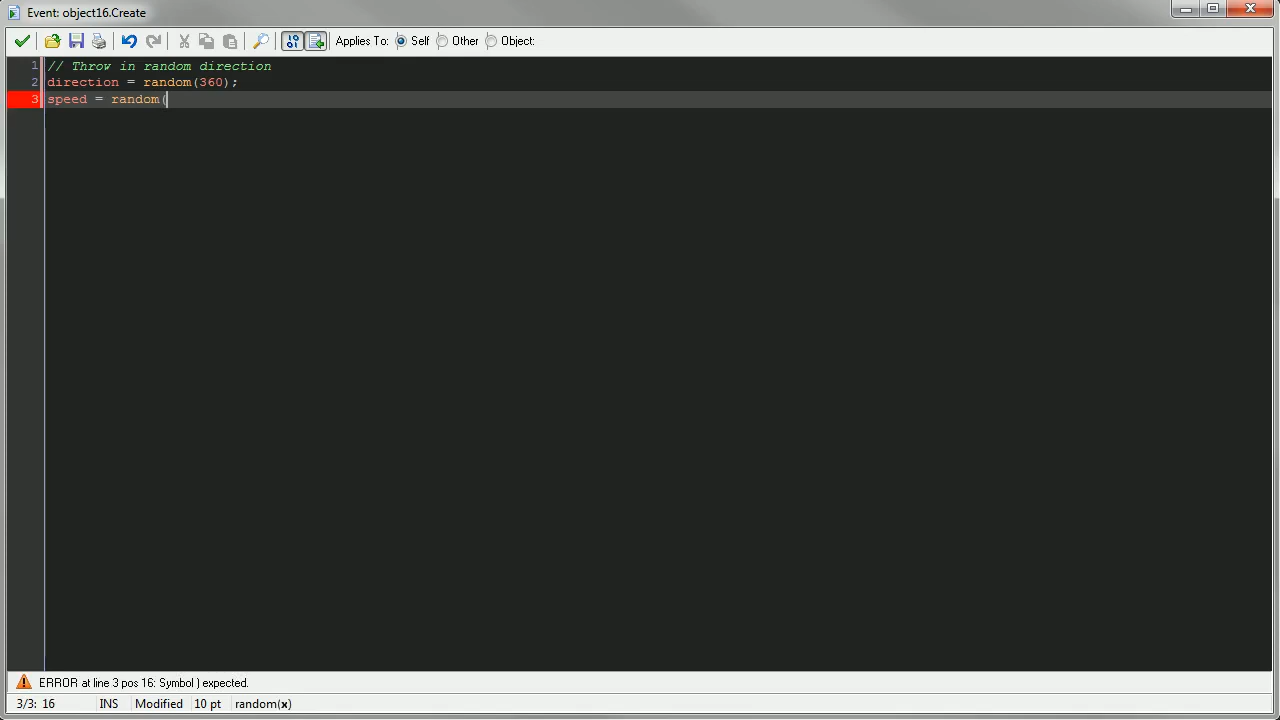 Event: object16.Create
Applies To: Self Other Object:
1 // Throw in random direction
2 direction = random(360);
3 speed = random(
ERROR at line 3 pos 16: Symbol ) expected.
3/3: 16 INS Modified 10 pt random(x)